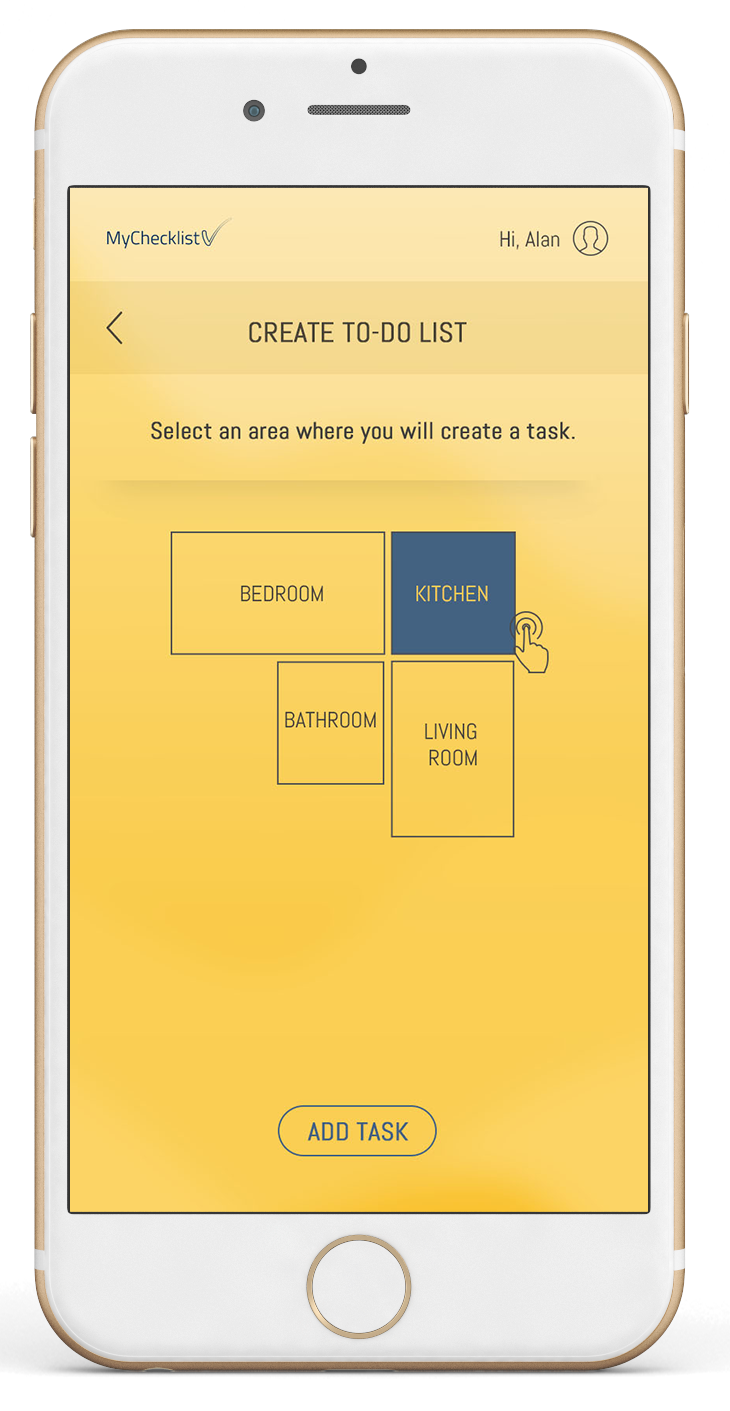 MyChecklist
Hi, Alan
CREATE TO-DO LIST
Select an area where you will create a task.
BEDROOM
KITCHEN
BATHROOM
LIVING
ROOM
ADD TASK